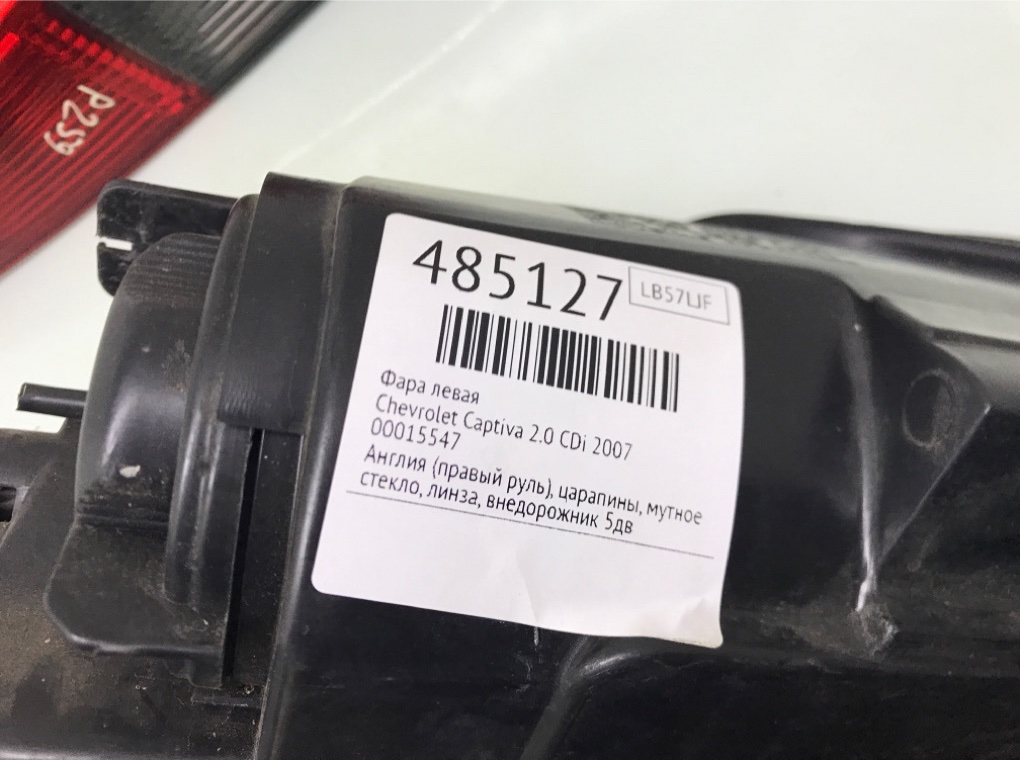 P259
485127
LB57LJF
Фара левая
Chevrolet Captiva 2.0 CDi 2007
00015547
Англия (правый руль), царапины, мутное
стекло, линза, внедорожник 5дв